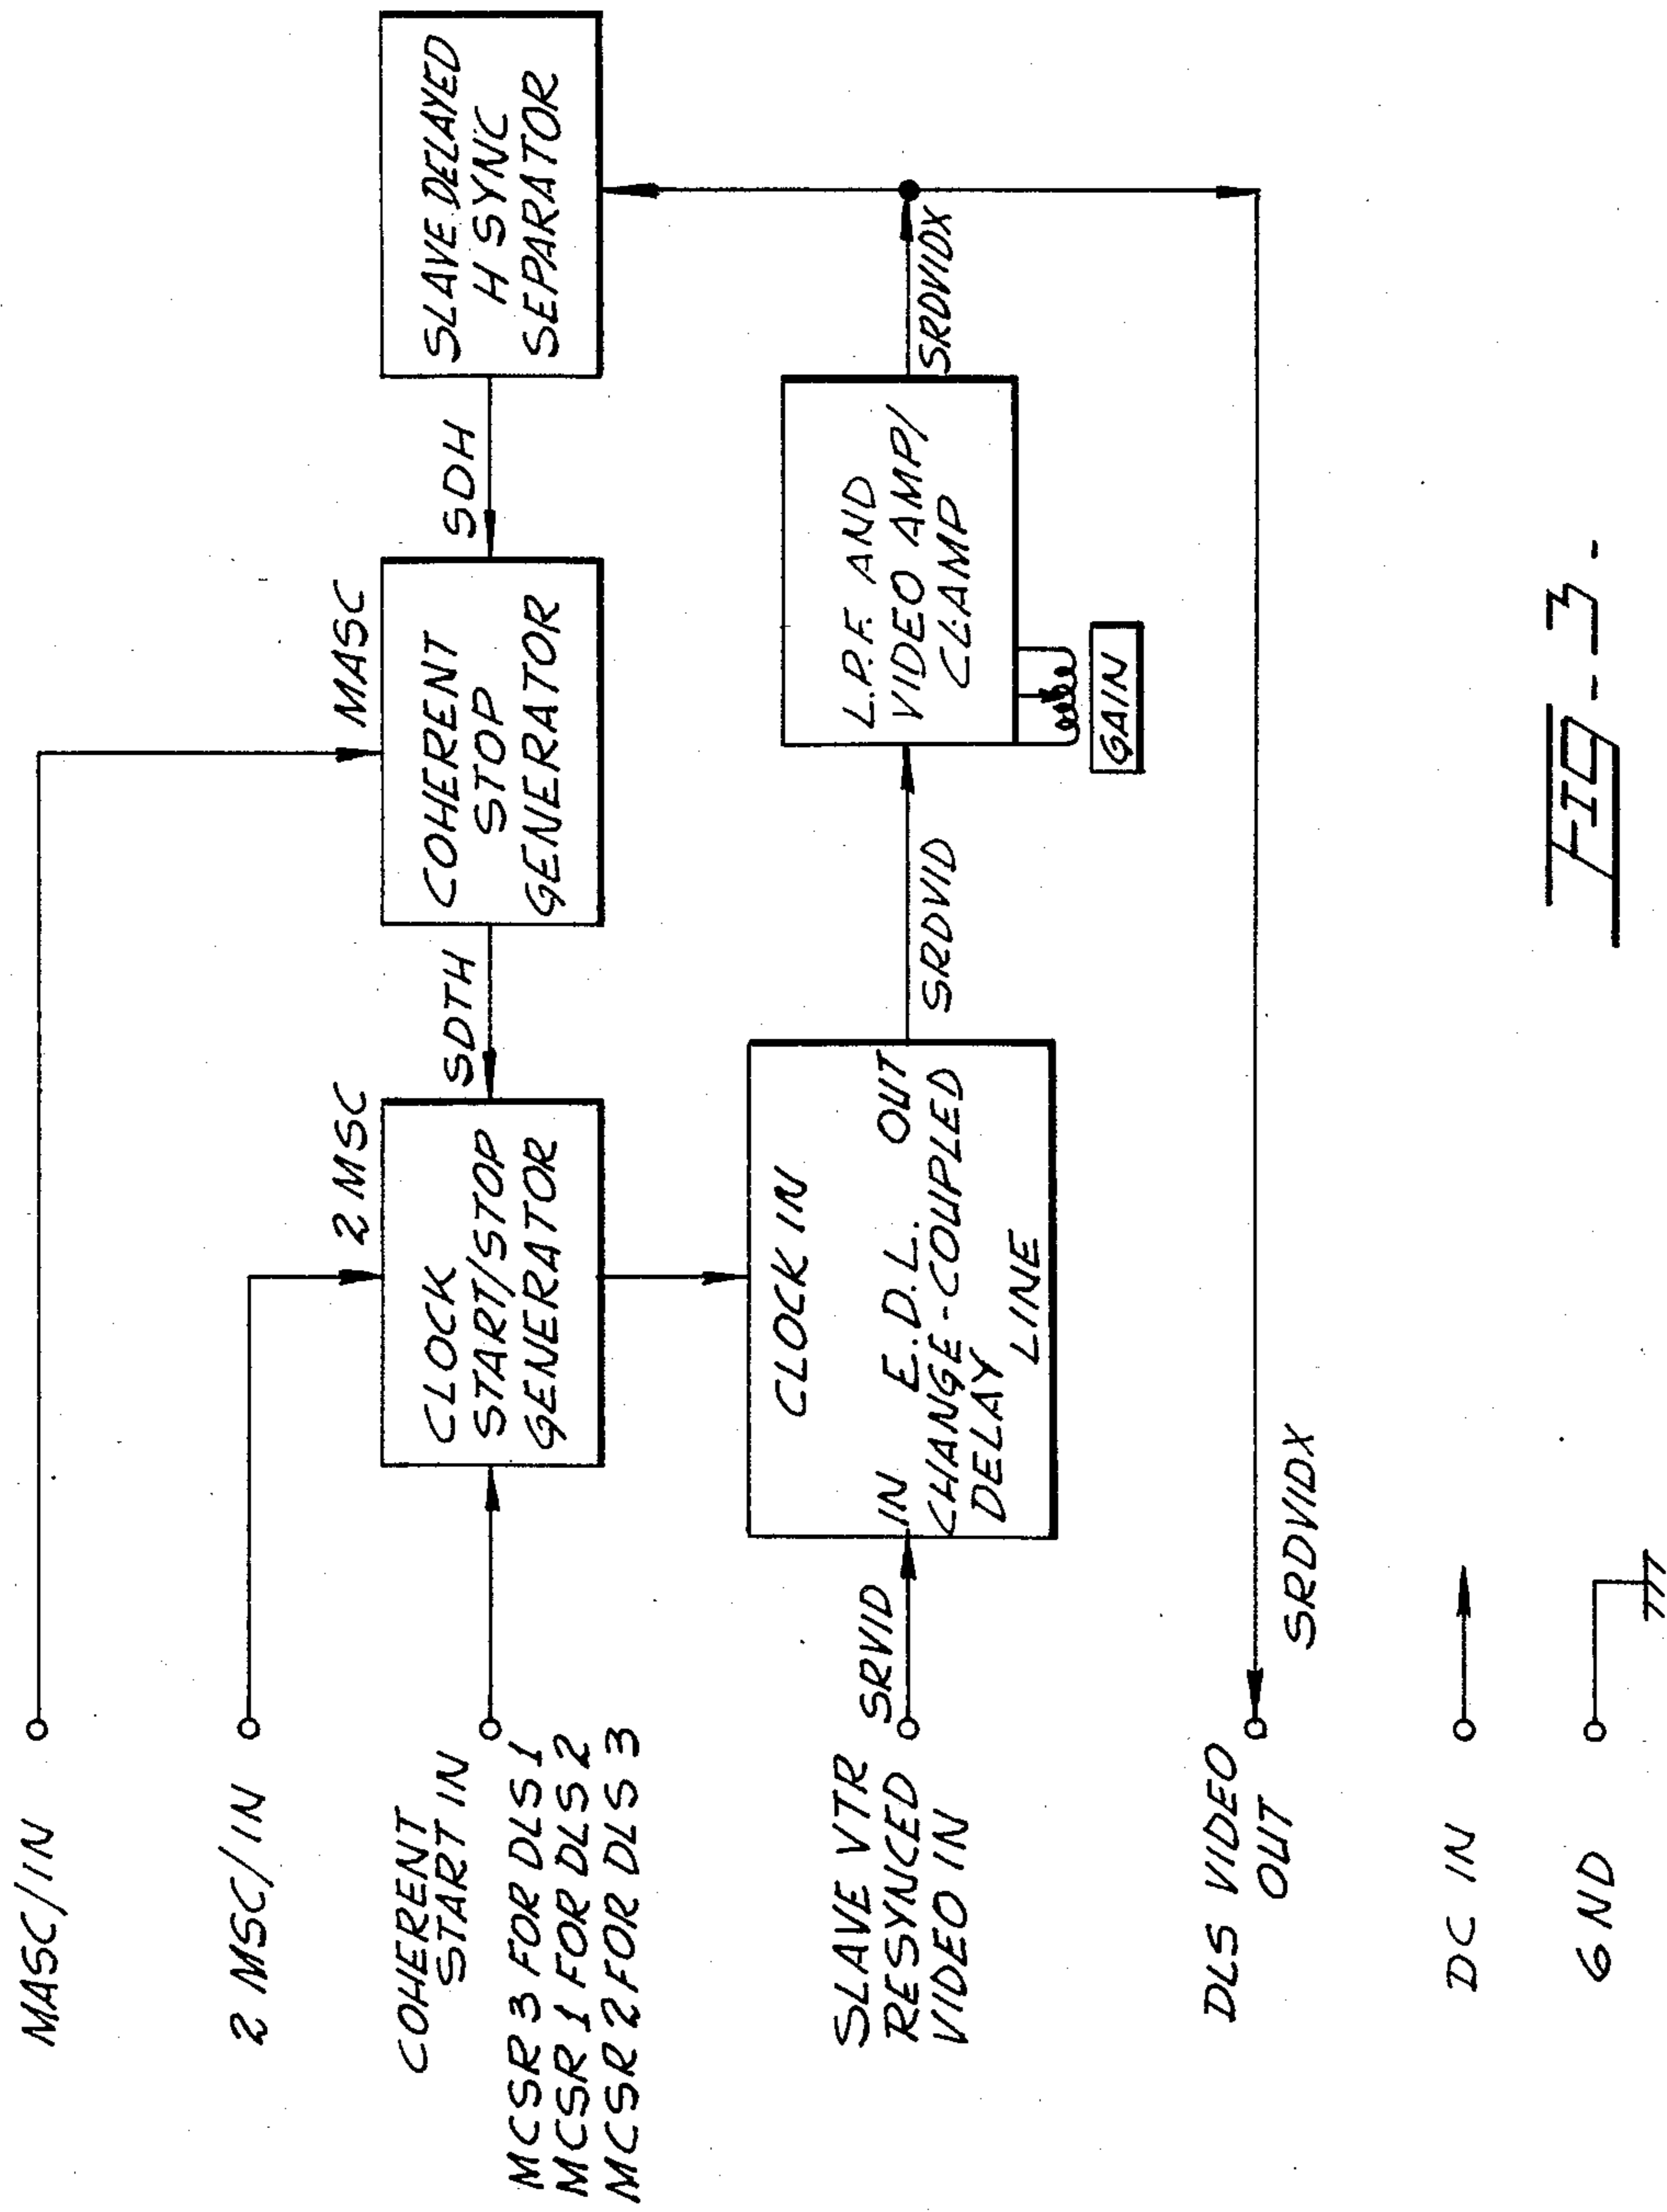 MASC/IN
2 MSC/IN
COHERENT
START IN
MCSR 3 FOR DLS 1
MCSR 1 FOR DLS 2
MCSR 2 FOR DLS 3
2 MSC
CLOCK
START/STOP
GENERATOR
SDTH
MASC
COHERENT
STOP
GENERATOR
SDH
SLAVE DELAYED
H SYNC
SEPARATOR
SLAVE VTR
RESYNCED
VIDEO IN
SRVID
CLOCK IN
IN E.D.L. OUT
CHANGE-COUPLED
DELAY
LINE
SRDVID
L.P.F. AND
VIDEO AMP/
CLAMP
GAIN
SRDVIDX
DLS VIDEO
OUT
SRDVIDX
DC IN
GND
FIG--3-